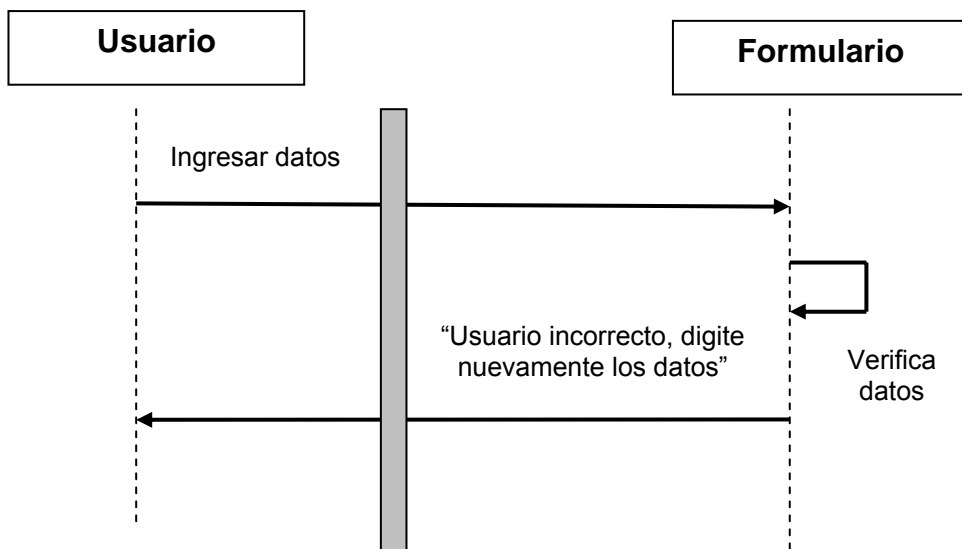 Usuario
Formulario
Ingresar datos
“Usuario incorrecto, digite
nuevamente los datos”
Verifica
datos